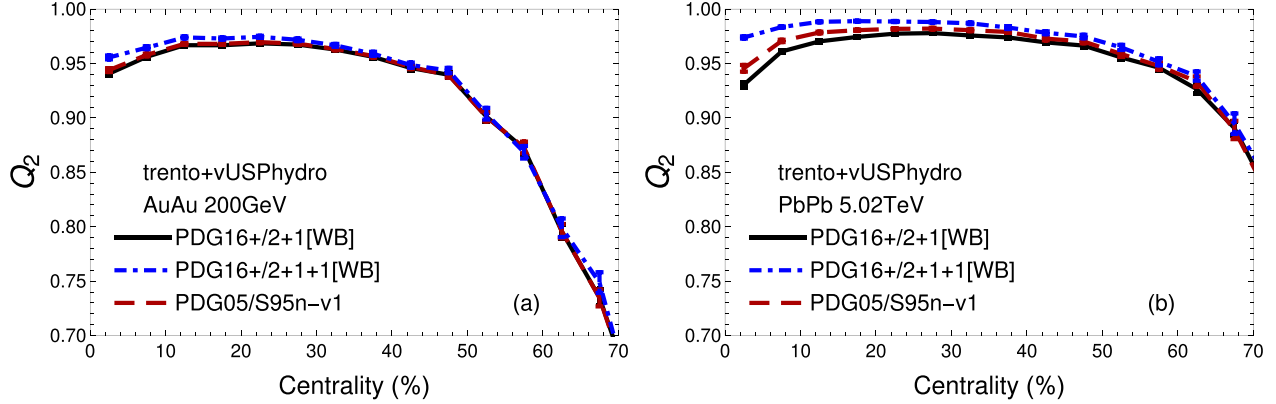 1.00
0.95
0.90
0.85
0.80
0.75
0.70
Q2
trento+vUSPhydro
AuAu 200GeV
PDG16+/2+1[WB]
PDG16+/2+1+1[WB]
PDG05/S95n−v1
(a)
0 10 20 30 40 50 60 70
Centrality (%)
1.00
0.95
0.90
0.85
0.80
0.75
0.70
Q2
trento+vUSPhydro
PbPb 5.02TeV
PDG16+/2+1[WB]
PDG16+/2+1+1[WB]
PDG05/S95n−v1
(b)
0 10 20 30 40 50 60 70
Centrality (%)